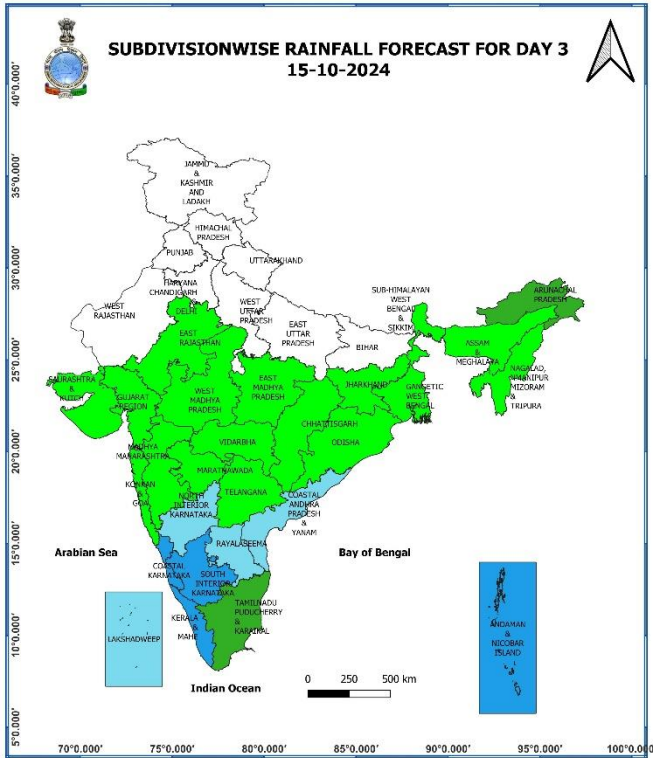 SUBDIVISIONWISE RAINFALL FORECAST FOR DAY 3
15-10-2024
40°0.000'
35°0.000'
30°0.000'
25°0.000'
20°0.000'
15°0.000'
10°0.000'
5°0.000'
JAMMU
&
KASHMIR
AND
LADAKH
HIMACHAL
PRADESH
PUNJAB
UTTARAKHAND
HARYANA
CHANDIGARH
DELHI
WEST
RAJASTHAN
WEST
UTTAR
PRADESH
EAST
UTTAR
PRADESH
SUB-HIMALAYAN
WEST
BENGAL
&
SIKKIM
ARUNACHAL
PRADESH
EAST
RAJASTHAN
BIHAR
ASSAM
&
MEGHALAYA
NAGALAD,
MANIPUR
MIZORAM
&
TRIPURA
SAURASHTRA
&
KUTCH
GUJARAT
REGION
WEST
MADHYA
PRADESH
EAST
MADHYA
PRADESH
JHARKHAND
GANGETIC
WEST
BENGAL
CHHATTISGARH
ODISHA
VIDARBHA
MADHYA
MAHARASHTRA
MARATHAWADA
KONKAN
&
GOA
NORTH
INTERIOR
KARNATAKA
TELANGANA
COASTAL
ANDHRA
PRADESH
&
YANAM
RAYALASEEMA
Arabian Sea
Bay of Bengal
COASTAL
KARNATAKA
SOUTH
INTERIOR
KARNATAKA
TAMILNADU
PUDUCHERRY
&
KARAIKAL
KERALA
&
MAHE
LAKSHADWEEP
ANDAMAN
&
NICOBAR
ISLAND
Indian Ocean
0 250 500 km
70°0.000' 75°0.000' 80°0.000' 85°0.000' 90°0.000' 95°0.000' 100°0.000'